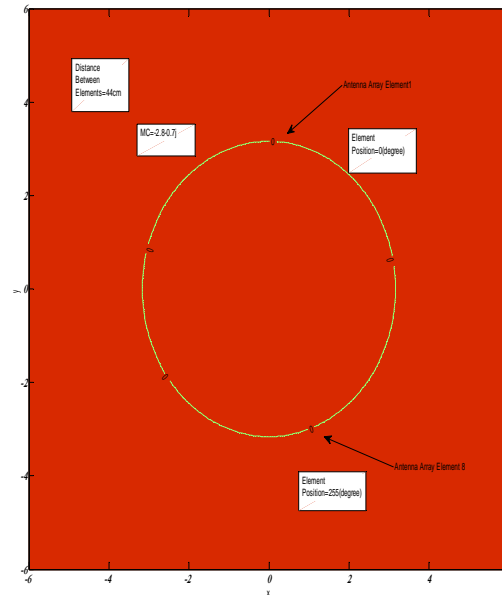 6
Distance
Between
Elements=44cm
Antenna Array Element1
4
MC=-2.8-0.7j
Element
Position=0(degree)
2
y
0
-2
Antenna Array Element 8
-4
Element
Position=255(degree)
-6
-6 -4 -2 0 2 4
x